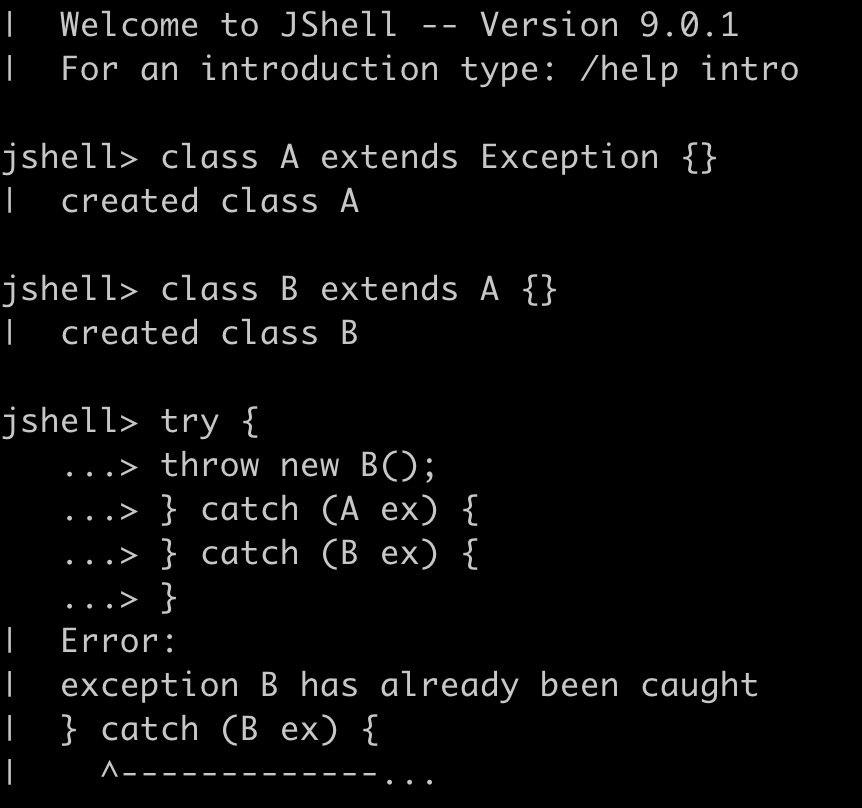 |  Welcome to JShell -- Version 9.0.1
|  For an introduction type: /help intro

jshell> class A extends Exception {}
|  created class A

jshell> class B extends A {}
|  created class B

jshell> try {
   ...> throw new B();
   ...> } catch (A ex) {
   ...> } catch (B ex) {
   ...> }
|  Error:
|  exception B has already been caught
|  } catch (B ex) {
|    ^-------------...